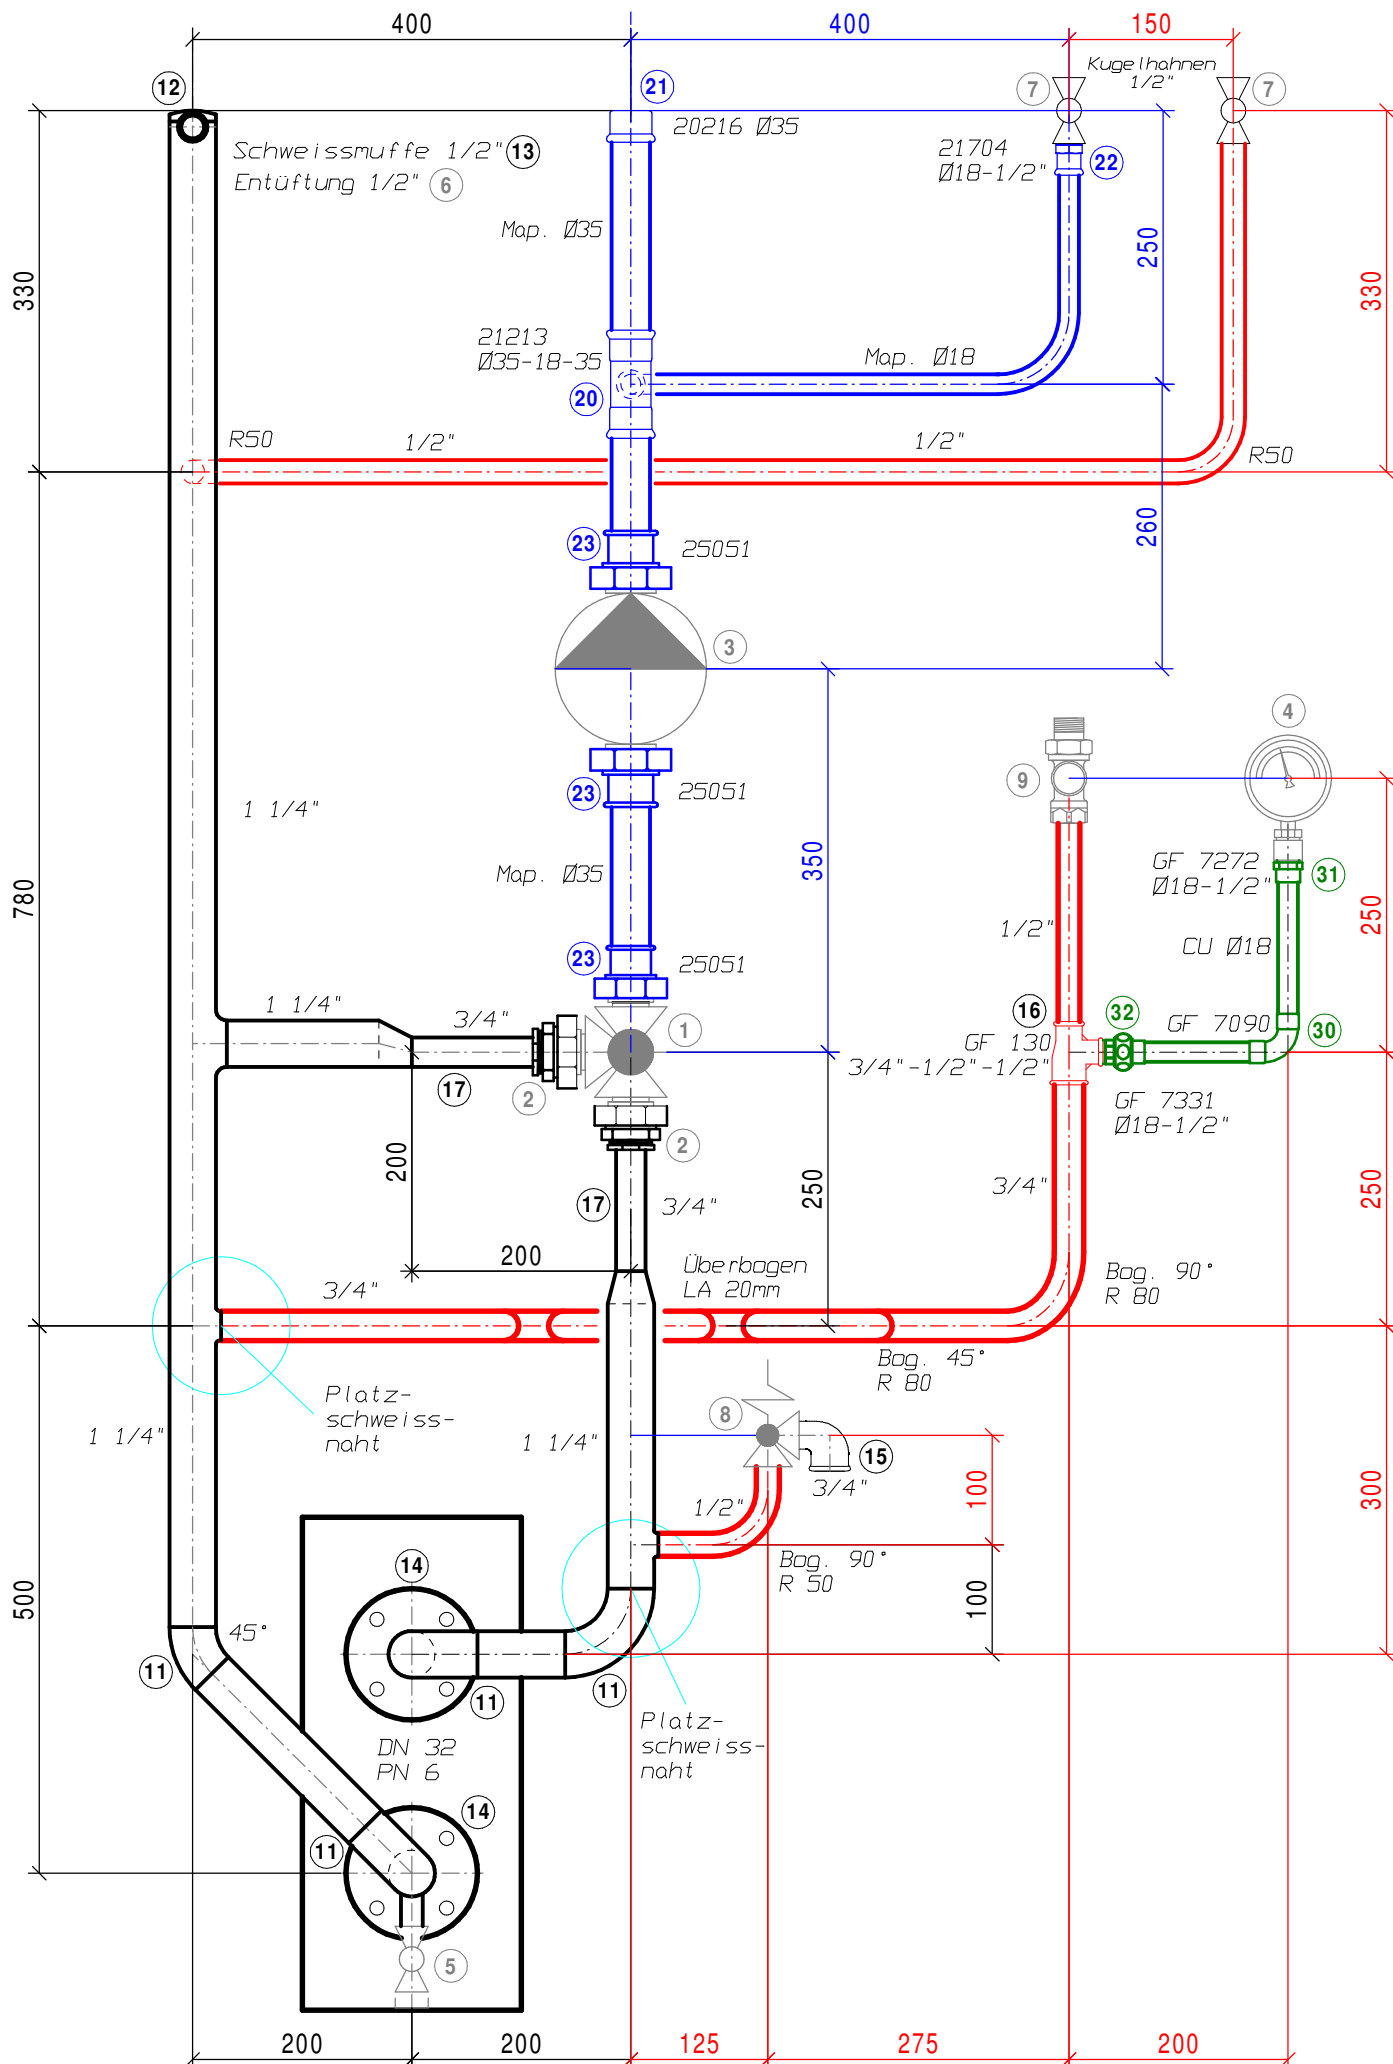 400
400
150
12
21
7
Kugelhahnen
1/2"
7
20216 Ø35
21704
Ø18-1/2"
22
Schweissmuffe 1/2" 13
Entüftung 1/2" 6
Map. Ø35
250
330
330
21213
Ø35-18-35
20
Map. Ø18
R50
1/2"
1/2"
R50
23
25051
260
3
4
9
23
25051
1 1/4"
350
GF 7272
Ø18-1/2"
31
780
Map. Ø35
1/2"
250
CU Ø18
23
25051
1 1/4"
3/4"
1
16
32
GF 7090
30
GF 130
3/4"-1/2"-1/2"
17
2
GF 7331
Ø18-1/2"
2
200
250
3/4"
250
17
3/4"
200
Überbogen
LA 20mm
Bog. 90°
R 80
3/4"
Bog. 45°
R 80
Platz-
schweiss-
naht
8
1 1/4"
1 1/4"
15
3/4"
1/2"
100
300
Bog. 90°
R 50
14
100
500
45°
11
11
11
Platz-
schweiss-
naht
DN 32
PN 6
14
11
5
200
200
125
275
200